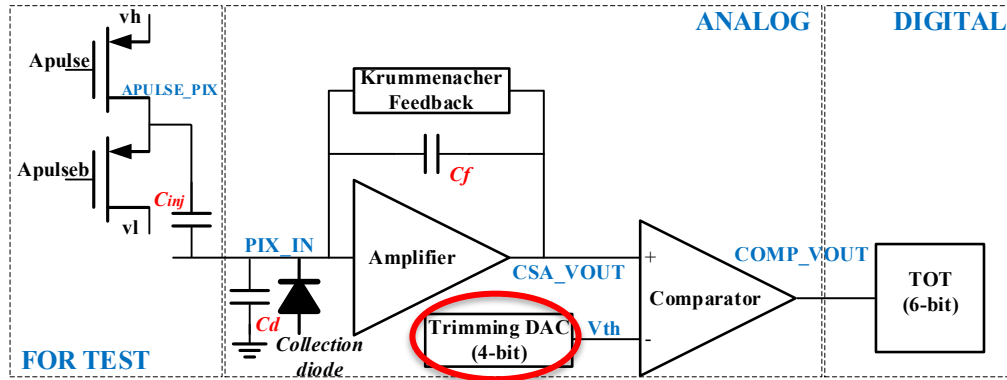 vh
ANALOG
DIGITAL
Apulse
APULSE_PIX
Krummenacher
Feedback
Apulseb
Cf
Cinj
vl
PIX_IN
Amplifier
CSA_VOUT
+
COMP_VOUT
TOT
(6-bit)
Comparator
Cd
Collection
diode
Trimming DAC
(4-bit)
Vth
-
FOR TEST